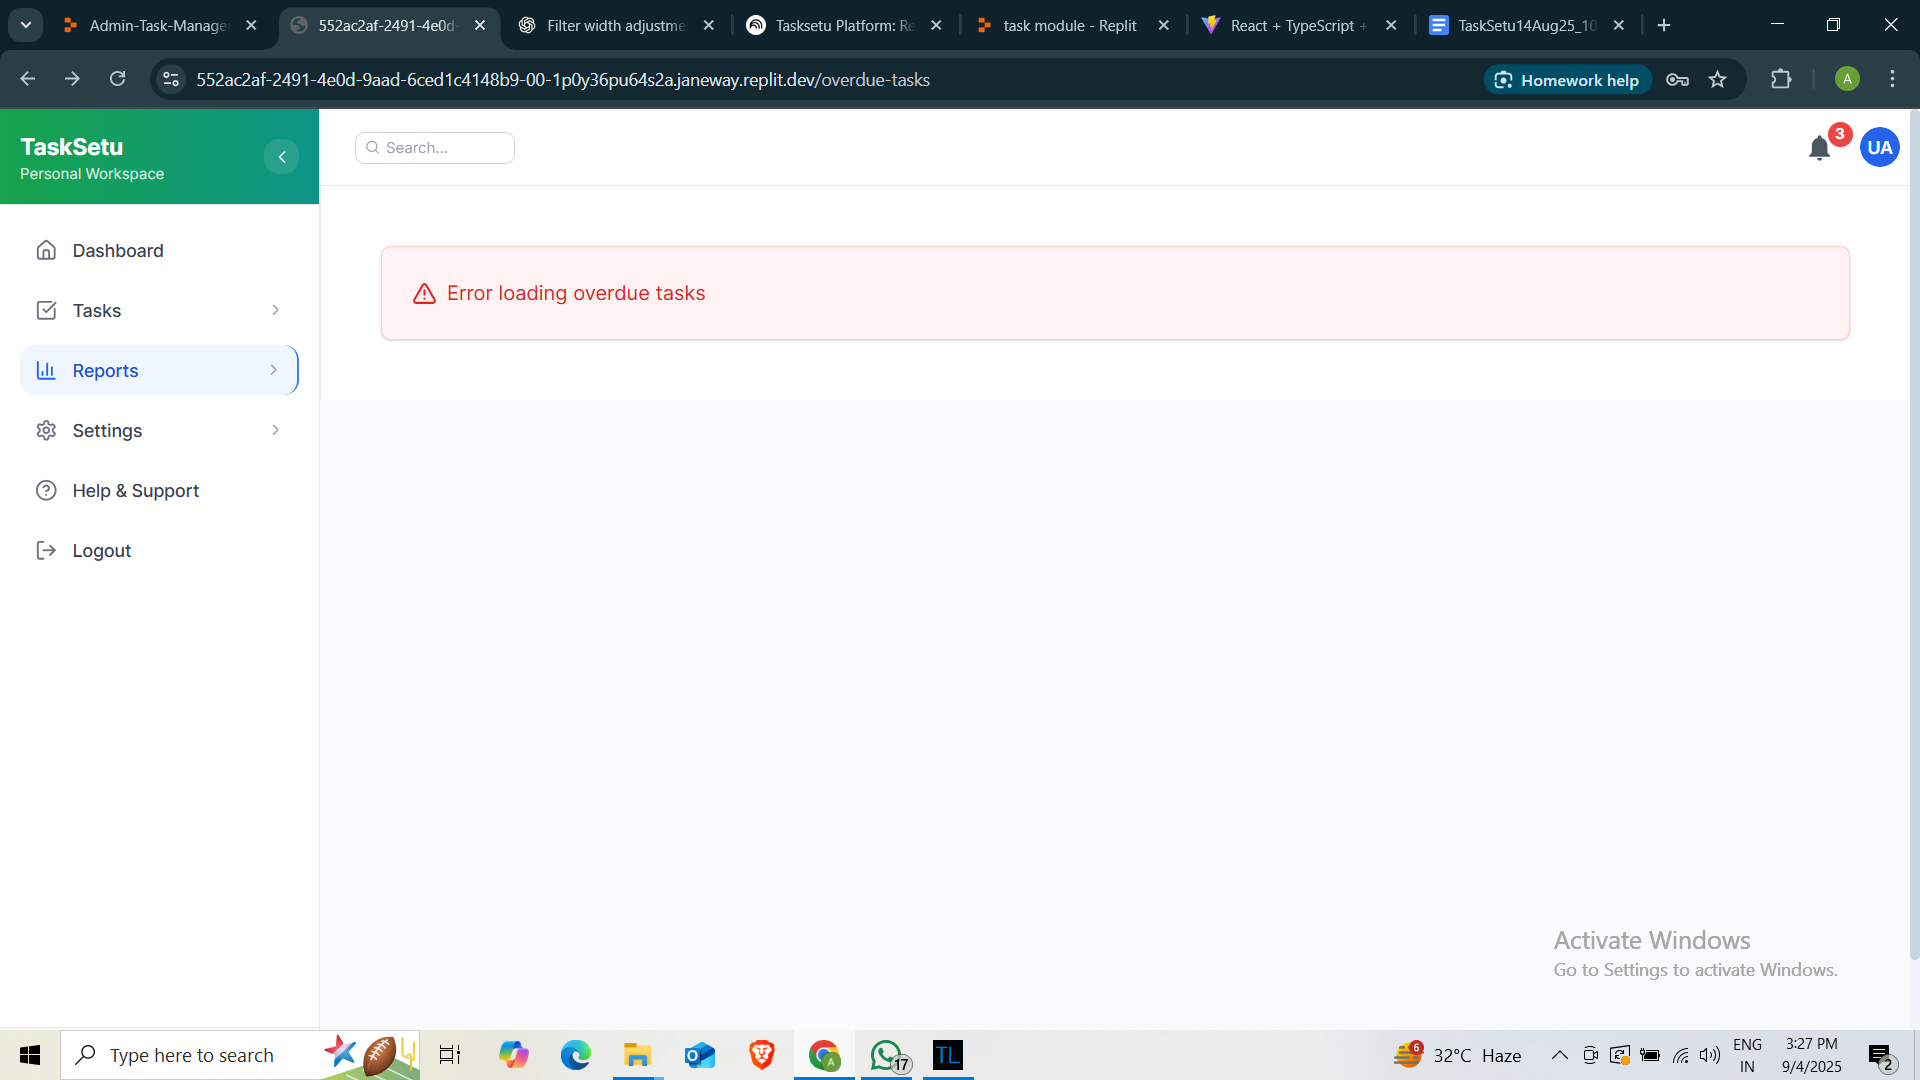 Admin-Task-Manage
552ac2af-2491-4e0d-
Filter width adjustme
Tasksetu Platform: Re
task module - Replit
React + TypeScript +
TaskSetu14Aug25_10
552ac2af-2491-4e0d-9aad-6ced1c4148b9-00-1p0y36pu64s2a.janeway.replit.dev/overdue-tasks
Homework help
A
TaskSetu
Personal Workspace
Search...
3
UA
Dashboard
Tasks
Reports
Settings
Help & Support
Logout
Error loading overdue tasks
Activate Windows
Go to Settings to activate Windows.
Type here to search
A
17
TL
6
32°C Haze
ENG
IN
3:27 PM
9/4/2025
2